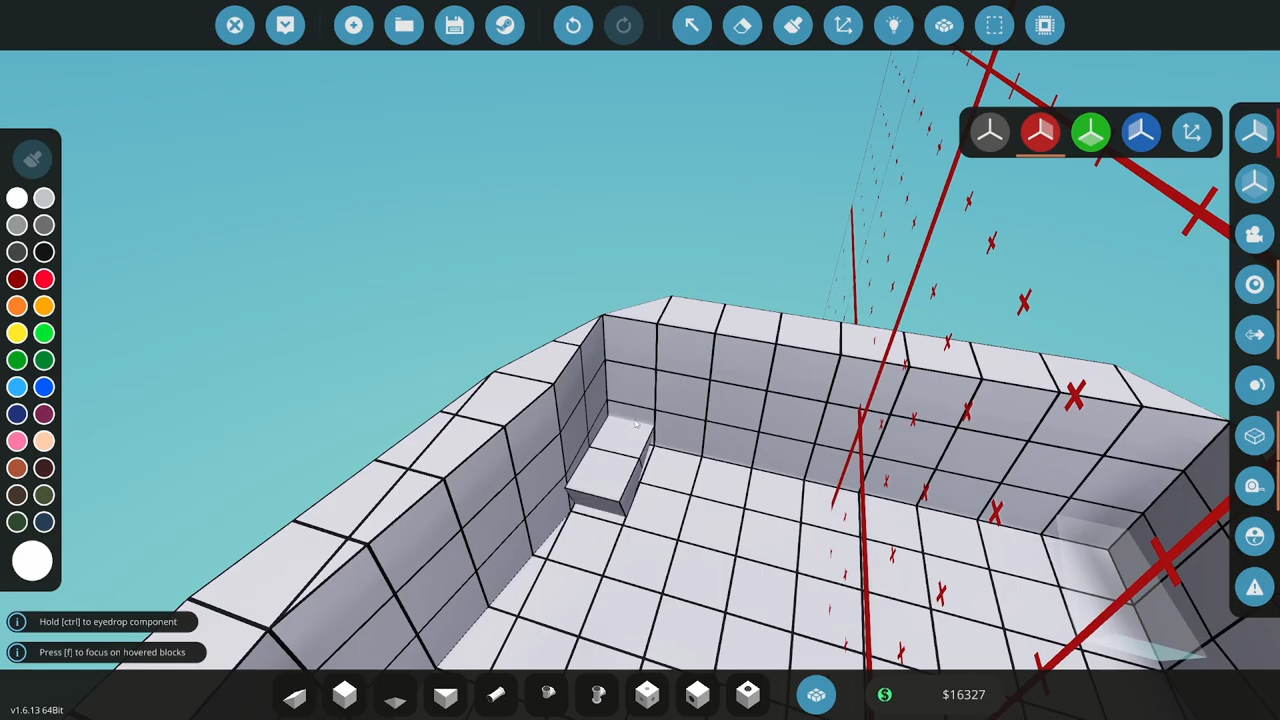 Hold [ctrl] to eyedrop component
Press [f] to focus on hovered blocks
$16327
v1.6.13 64Bit